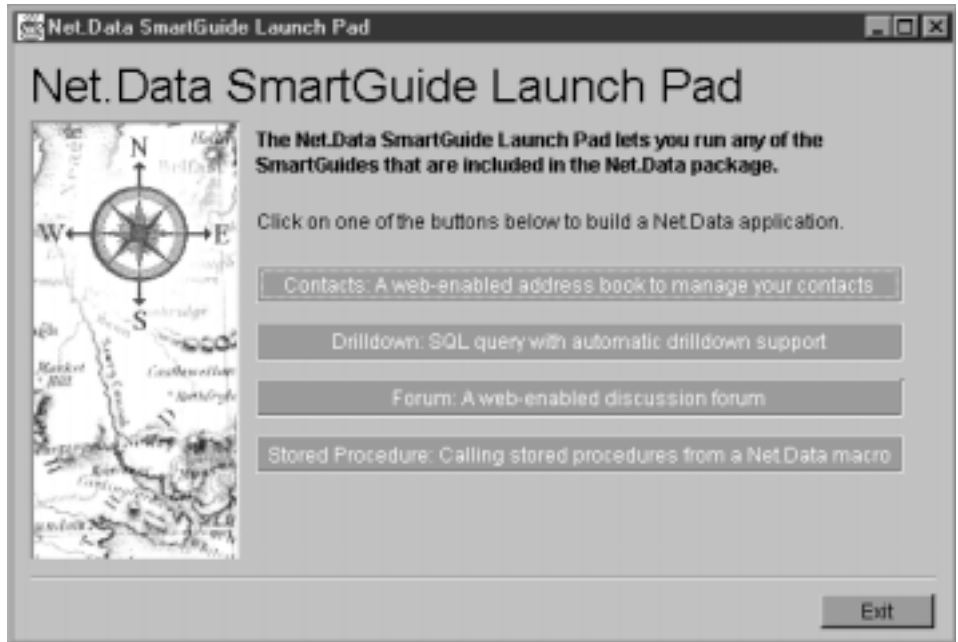 Net.Data SmartGuide Launch Pad
Net.Data SmartGuide Launch Pad
The Net.Data SmartGuide Launch Pad lets you run any of the
SmartGuides that are included in the Net.Data package.
Click on one of the buttons below to build a Net.Data application.
N
W
E
S
Market
Hill
Contacts: A web-enabled address book to manage your contacts
Drilldown: SQL query with automatic drilldown support
Forum: A web-enabled discussion forum
Stored Procedure: Calling stored procedures from a Net.Data macro
Exit